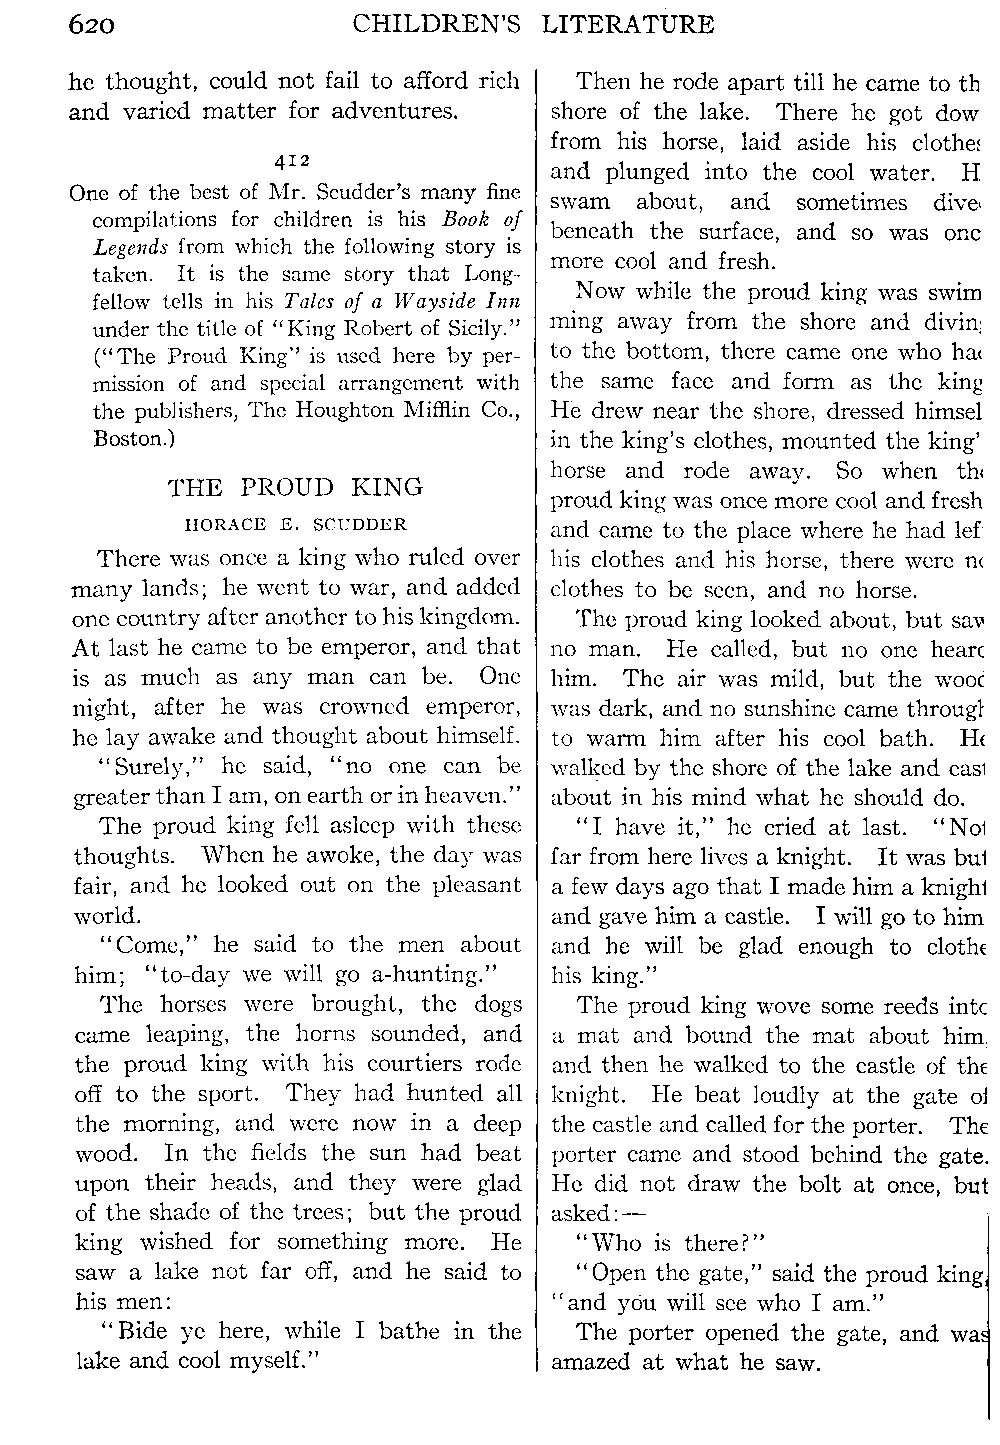 620 CHILDREN'S LITERATURE
he thought, could not fail to afford rich
and varied matter for adventures.
412
One of the best of Mr. Scudder's many fine
compilations for children is his Book of
Legends from which the following story is
taken. It is the same story that Long-
fellow tells in his Tales of a Wayside Inn
under the title of "King Robert of Sicily."
("The Proud King" is used here by per-
mission of and special arrangement with
the publishers, The Houghton Mifflin Co.,
Boston.)
THE PROUD KING
HORACE E. SCUDDER
There was once a king who ruled over
many lands; he went to war, and added
one country after another to his kingdom.
At last he came to be emperor, and that
is as much as any man can be. One
night, after he was crowned emperor,
he lay awake and thought about himself.
"Surely," he said, "no one can be
greater than I am, on earth or in heaven."
The proud king fell asleep with these
thoughts. When he awoke, the day was
fair, and he looked out on the pleasant
world.
"Come," he said to the men about
him; "to-day we will go a-hunting."
The horses were brought, the dogs
came leaping, the horns sounded, and
the proud king with his courtiers rode
off to the sport. They had hunted all
the morning, and were now in a deep
wood. In the fields the sun had beat
upon their heads, and they were glad
of the shade of the trees; but the proud
king wished for something more. He
saw a lake not far off, and he said to
his men:
"Bide ye here, while I bathe in the
lake and cool myself."
Then he rode apart till he came to th
shore of the lake. There he got dow
from his horse, laid aside his clothes
and plunged into the cool water. H
swam about, and sometimes dive
beneath the surface, and so was onc
more cool and fresh.
Now while the proud king was swim
ming away from the shore and diving
to the bottom, there came one who had
the same face and form as the king
He drew near the shore, dressed himsel
in the king's clothes, mounted the king'
horse and rode away. So when the
proud king was once more cool and fresh
and came to the place where he had lef
his clothes and his horse, there were no
clothes to be seen, and no horse.
The proud king looked about, but saw
no man. He called, but no one heard
him. The air was mild, but the wood
was dark, and no sunshine came through
to warm him after his cool bath. He
walked by the shore of the lake and cast
about in his mind what he should do.
"I have it," he cried at last. "Not
far from here lives a knight. It was but
a few days ago that I made him a knight
and gave him a castle. I will go to him
and he will be glad enough to clothe
his king."
The proud king wove some reeds into
a mat and bound the mat about him,
and then he walked to the castle of the
knight. He beat loudly at the gate of
the castle and called for the porter. The
porter came and stood behind the gate.
He did not draw the bolt at once, but
asked:—
"Who is there?"
"Open the gate," said the proud king,
"and you will see who I am."
The porter opened the gate, and was
amazed at what he saw.